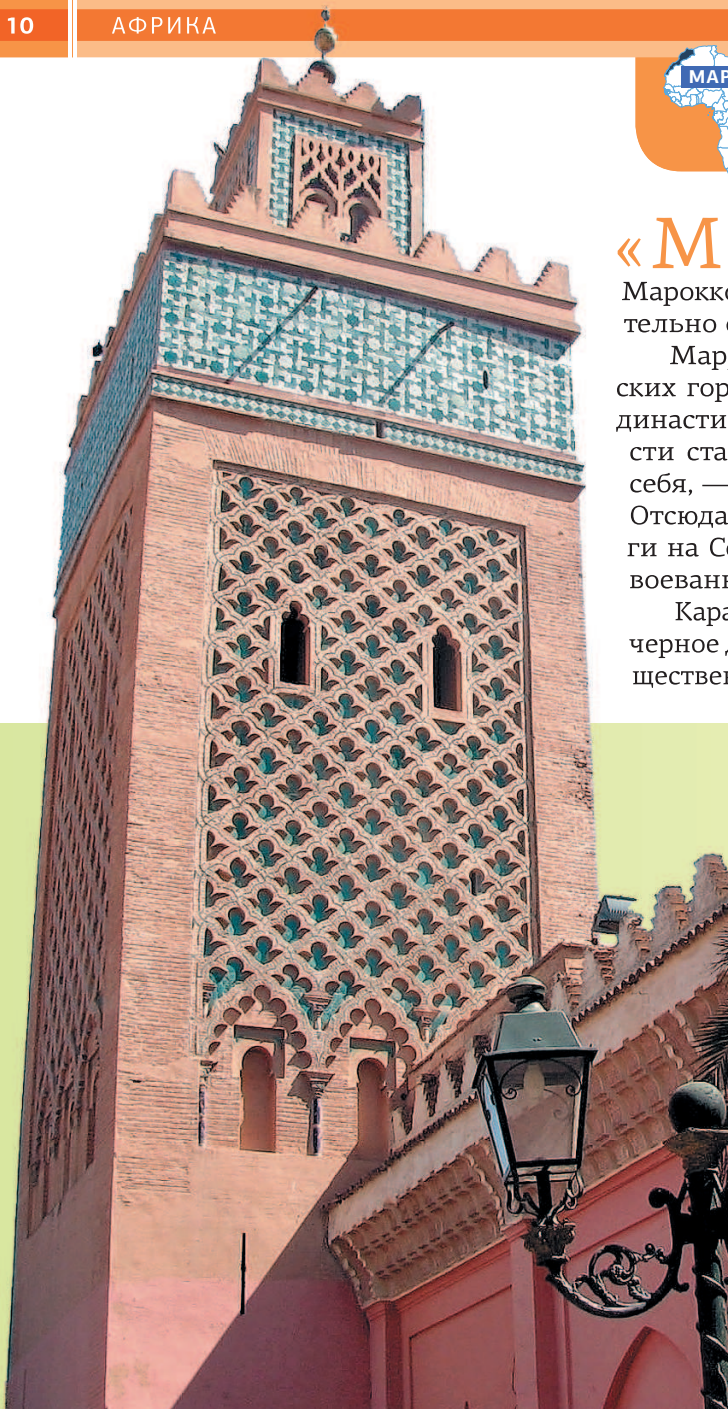 10 АФРИКА
МАР
«М
Марокко
тельно
Мар
ских гор
династи
сти ста
себя, —
Отсюда
ги на Се
воеванн
Кара
черное
ществен